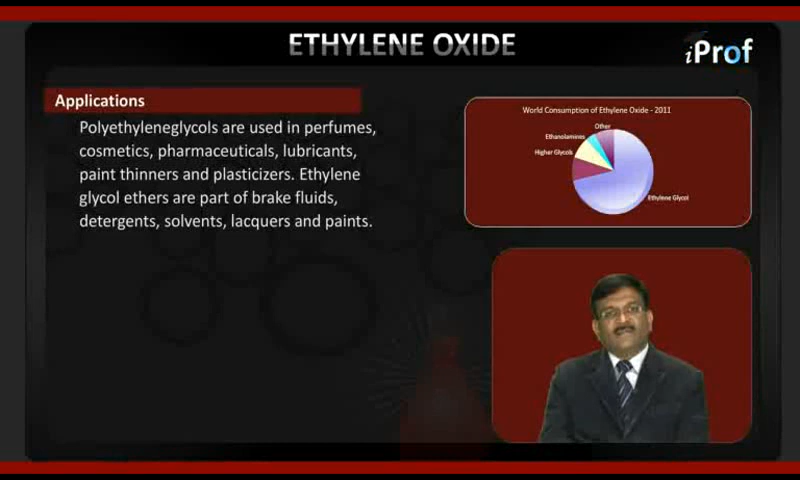 ETHYLENE OXIDE
iProf
Applications
Polyethyleneglycols are used in perfumes,
cosmetics, pharmaceuticals, lubricants,
paint thinners and plasticizers. Ethylene
glycol ethers are part of brake fluids,
detergents, solvents, lacquers and paints.
World Consumption of Ethylene Oxide - 2011
Other
Ethanolamines
Higher Glycols
Ethylene Glycol